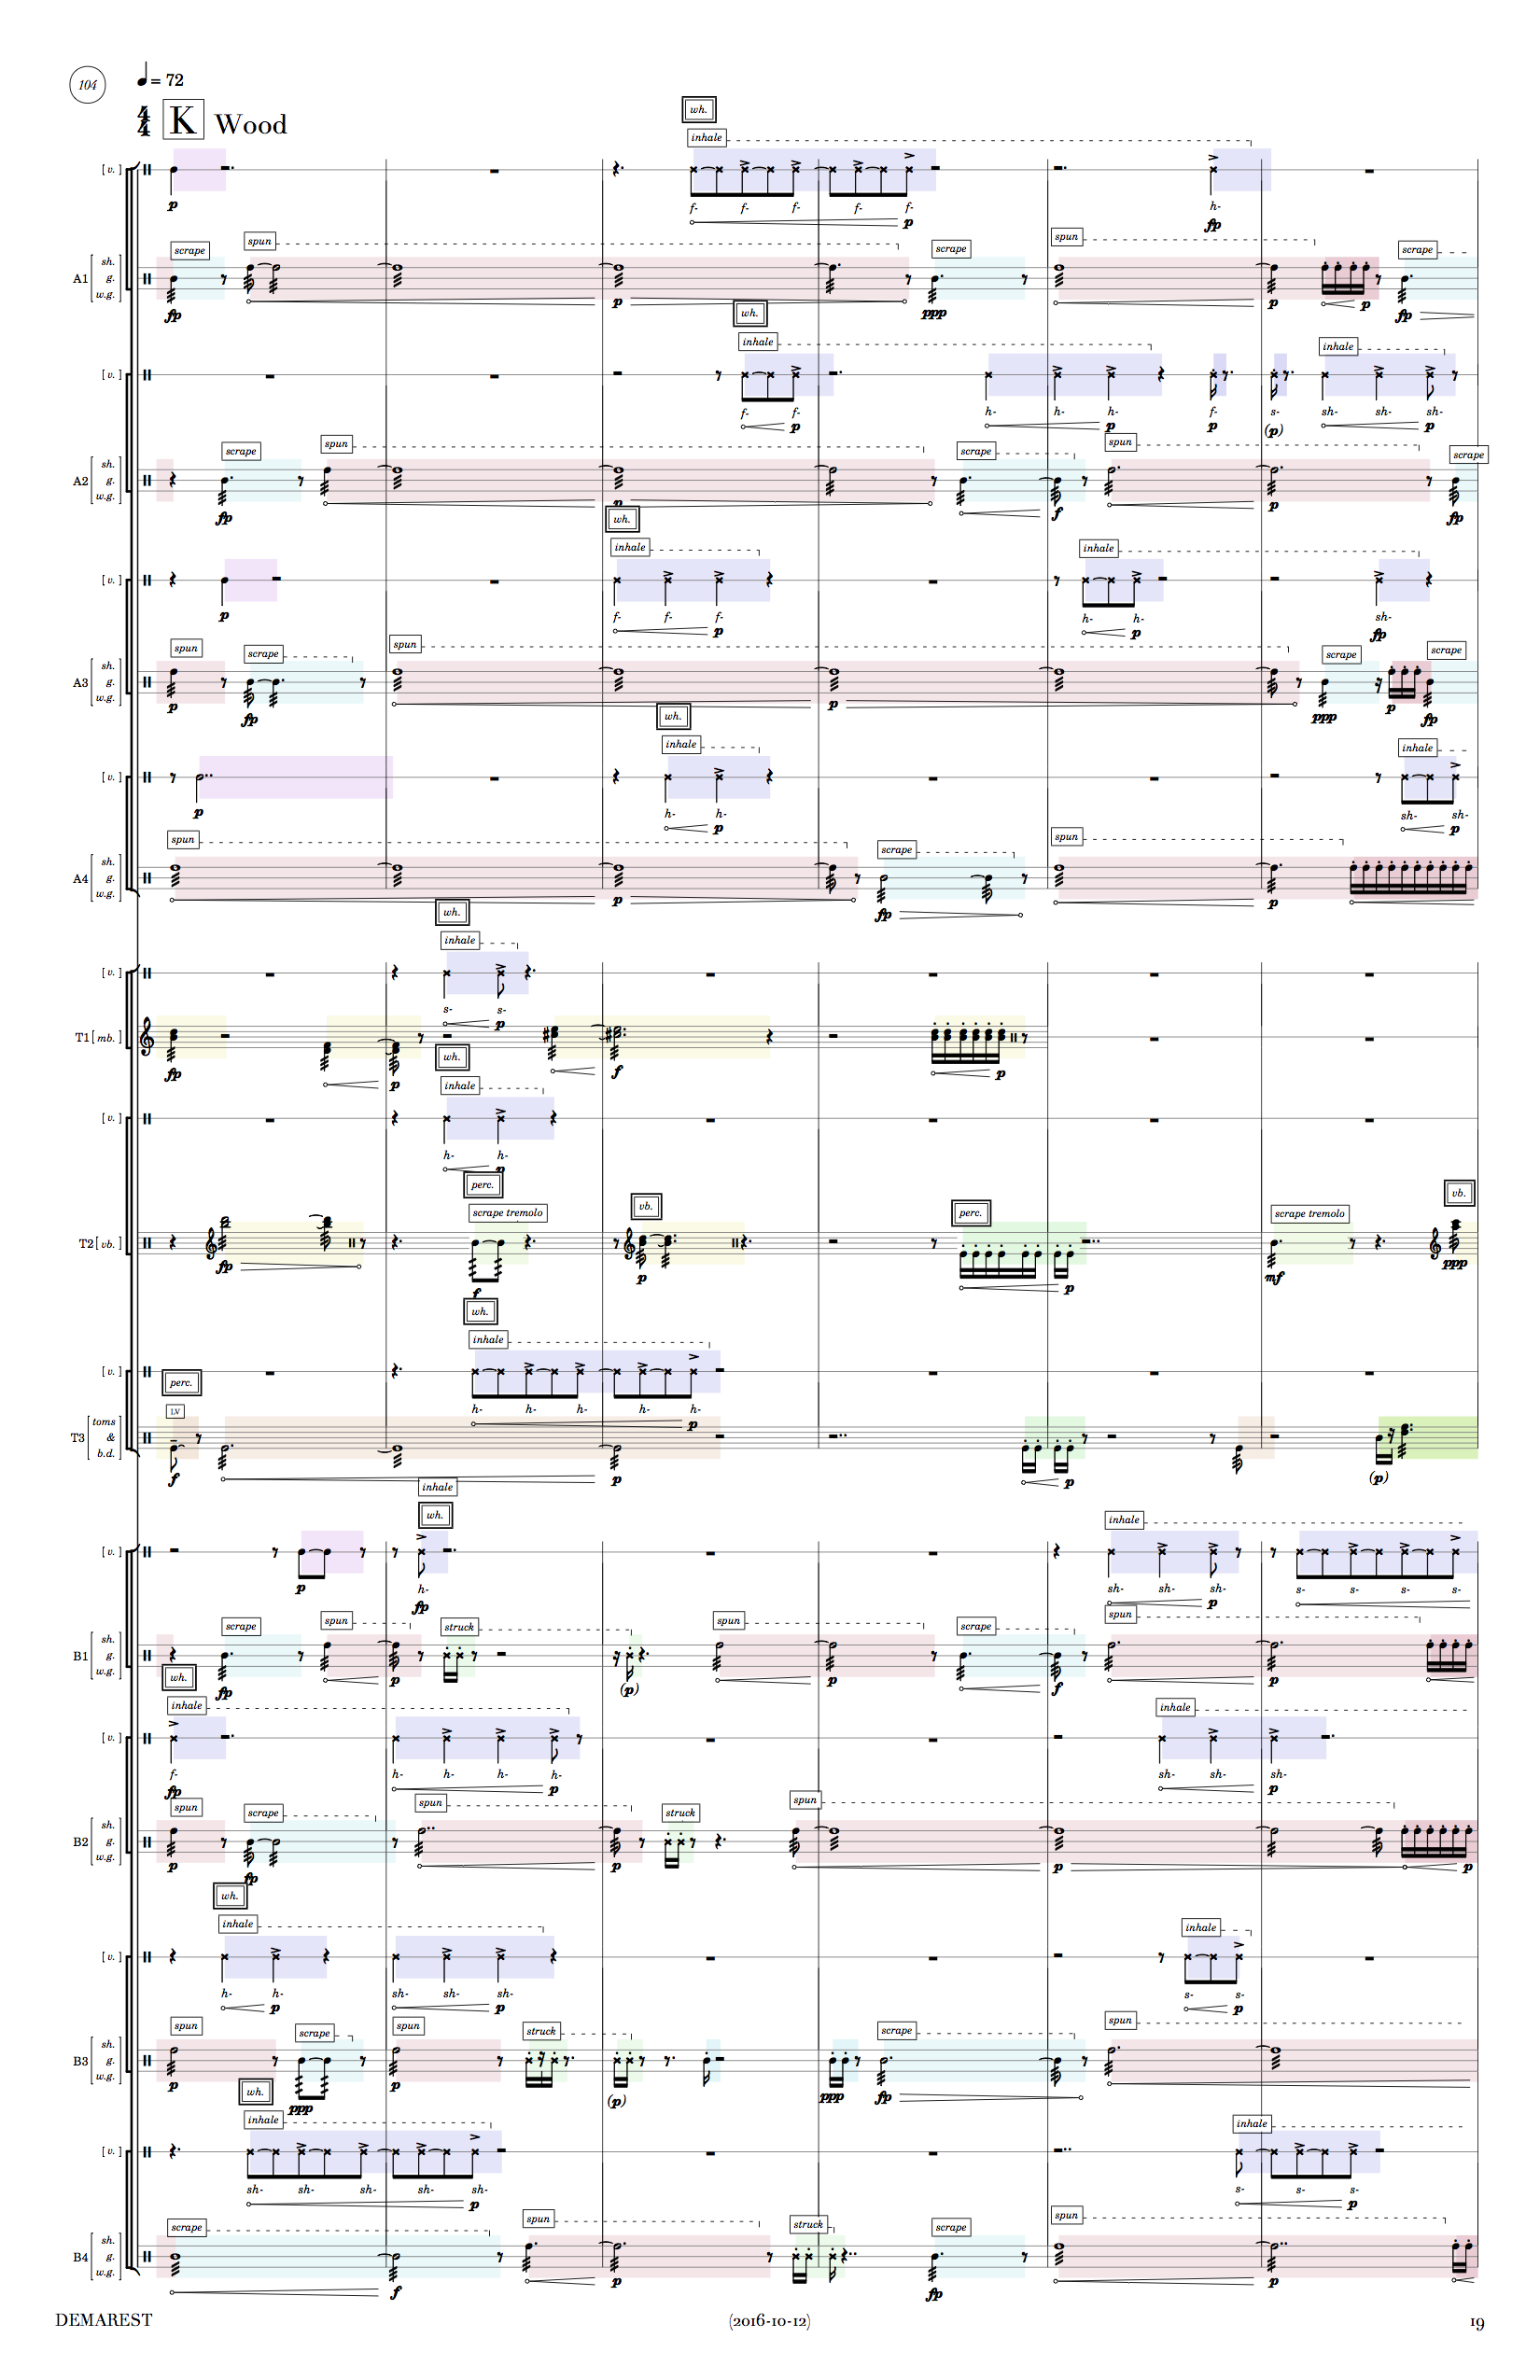 104
= 72
4
4
K Wood
wh.
inhale
[ v. ]
f- f- f- f- f- h-
p p fp
scrape spun scrape spun scrape
A1 [ sh. g. w.g. ]
fp p ppp p p fp
wh.
inhale inhale
[ v. ]
f- f- h- h- h- f- s- sh- sh- sh-
p p p (p) p
scrape spun scrape spun scrape
A2 [ sh. g. w.g. ]
fp p f p fp
wh.
inhale inhale
[ v. ]
f- f- f- h- h- sh-
p p p fp
spun scrape spun scrape scrape
A3 [ sh. g. w.g. ]
p fp p ppp p fp
wh.
inhale inhale
[ v. ]
h- h- sh- sh-
p p p
spun scrape spun
A4 [ sh. g. w.g. ]
p fp p
wh.
inhale
[ v. ]
s- s-
p
T1 [ mb. ]
fp p f p
wh.
inhale
[ v. ]
h- h-
p
perc. vb. perc. vb.
scrape tremolo scrape tremolo
T2 [ vb. ]
fp f p p mf ppp
wh.
inhale
[ v. ]
h- h- h- h- h-
p
perc.
LV
T3 [ toms & b.d. ]
f p p (p)
inhale
wh.
inhale
[ v. ]
h- sh- sh- sh- s- s- s- s-
p fp p
scrape spun struck spun scrape spun
B1 [ sh. g. w.g. ]
fp p (p) p f p
wh.
inhale inhale
[ v. ]
f- h- h- h- h- sh- sh- sh-
fp p p
spun scrape spun struck spun
B2 [ sh. g. w.g. ]
p fp p p p
wh.
inhale inhale
[ v. ]
h- h- sh- sh- sh- s- s-
p p p
spun scrape spun struck scrape spun
B3 [ sh. g. w.g. ]
p ppp p (p) ppp fp
wh.
inhale inhale
[ v. ]
sh- sh- sh- sh- sh- s- s- s-
p p
scrape spun struck scrape spun
B4 [ sh. g. w.g. ]
f p fp p
DEMAREST (2016-10-12) 19